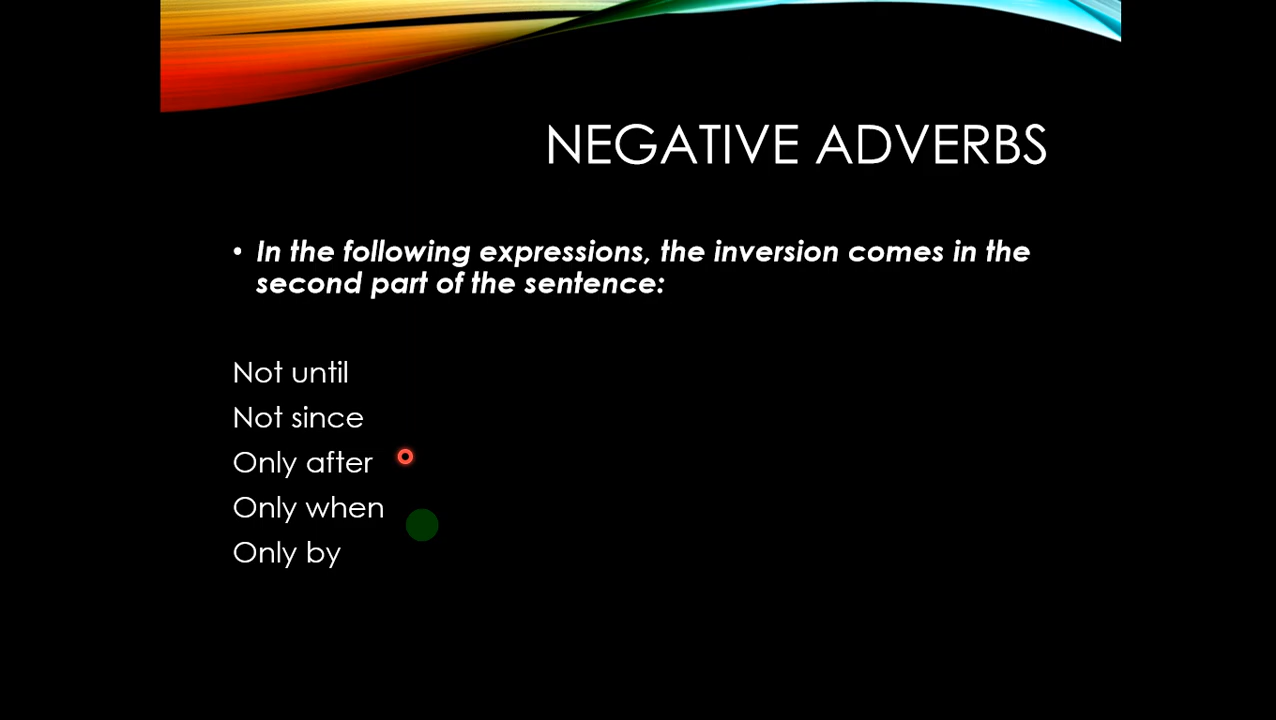 NEGATIVE ADVERBS
• In the following expressions, the inversion comes in the
second part of the sentence:
Not until
Not since
Only after
Only when
Only by